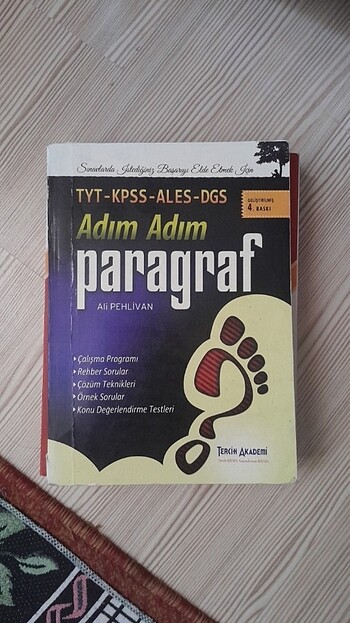 Sınavlarda İstediğiniz Başarıyı Elde Etmek İçin
TYT-KPSS-ALES-DGS
GELİŞTİRİLMİŞ
4. BASKI
Adım Adım
paragraf
Ali PEHLİVAN
Çalışma Programı
Rehber Sorular
Çözüm Teknikleri
Örnek Sorular
Konu Değerlendirme Testleri
TERCİH AKADEMİ